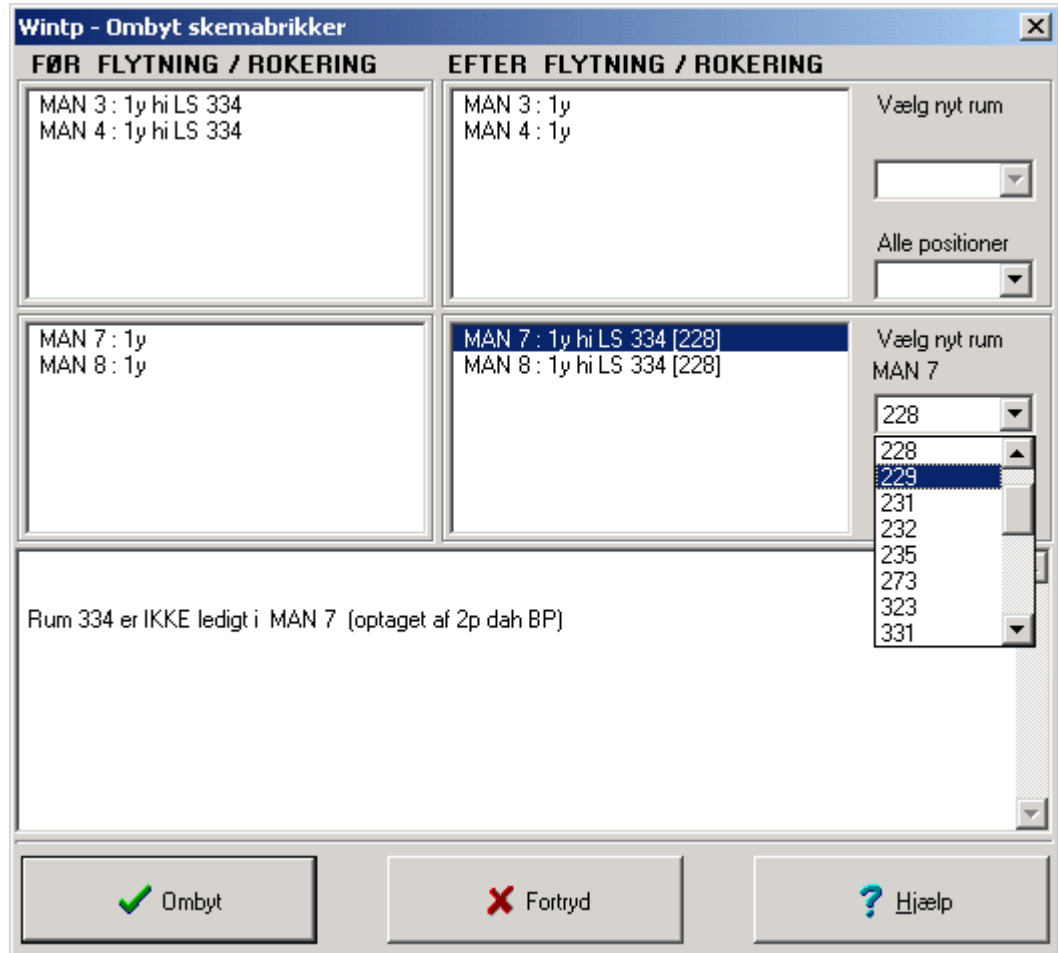 Wintp - Ombyt skemabrikker
FØR FLYTNING / ROKERING
EFTER FLYTNING / ROKERING
MAN 3 : 1y hi LS 334
MAN 4 : 1y hi LS 334
MAN 3 : 1y
MAN 4 : 1y
Vælg nyt rum
Alle positioner
MAN 7 : 1y
MAN 8 : 1y
MAN 7 : 1y hi LS 334 [228]
MAN 8 : 1y hi LS 334 [228]
Vælg nyt rum
MAN 7
228
228
229
231
232
235
273
323
331
Rum 334 er IKKE ledigt i MAN 7 (optaget af 2p dah BP)
Ombyt
Fortryd
Hjælp